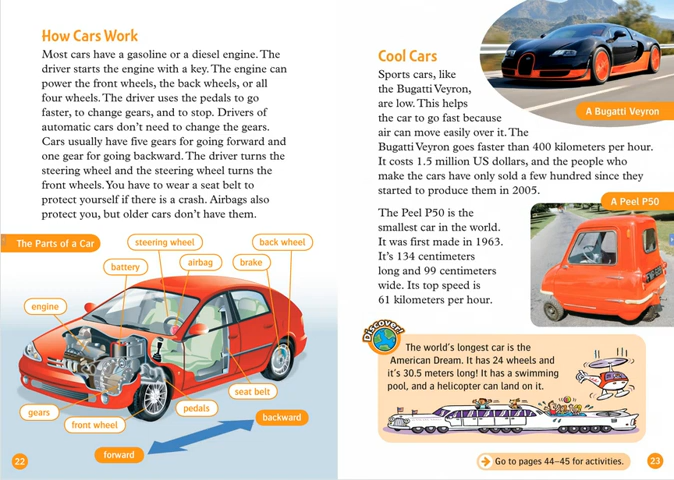 How Cars Work
Most cars have a gasoline or a diesel engine. The
driver starts the engine with a key. The engine can
power the front wheels, the back wheels, or all
four wheels. The driver uses the pedals to go
faster, to change gears, and to stop. Drivers of
automatic cars don't need to change the gears.
Cars usually have five gears for going forward and
one gear for going backward. The driver turns the
steering wheel and the steering wheel turns the
front wheels. You have to wear a seat belt to
protect yourself if there is a crash. Airbags also
protect you, but older cars don't have them.
The Parts of a Car
steering wheel
back wheel
battery
airbag
brake
engine
seat belt
gears
pedals
front wheel
backward
forward
22
Cool Cars
Sports cars, like
the Bugatti Veyron,
are low. This helps
the car to go fast because
air can move easily over it. The
Bugatti Veyron goes faster than 400 kilometers per hour.
It costs 1.5 million US dollars, and the people who
make the cars have only sold a few hundred since they
started to produce them in 2005.
A Bugatti Veyron
The Peel P50 is the
smallest car in the world.
It was first made in 1963.
It's 134 centimeters
long and 99 centimeters
wide. Its top speed is
61 kilometers per hour.
A Peel P50
Discover!
The world's longest car is the
American Dream. It has 24 wheels and
it's 30.5 meters long! It has a swimming
pool, and a helicopter can land on it.
Go to pages 44–45 for activities.
23